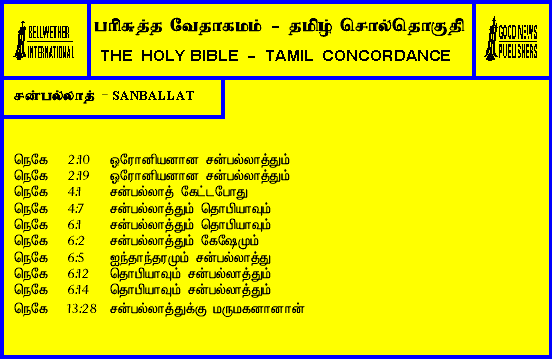 BELLWETHER
INTERNATIONAL
பரிசுத்த வேதாகமம் - தமிழ் சொல்தொகுதி
THE HOLY BIBLE - TAMIL CONCORDANCE
GOOD NEWS
PUBLISHERS
சன்பல்லாத் - SANBALLAT
நெகே 2:10 ஓரோனியனான சன்பல்லாத்தும்
நெகே 2:19 ஓரோனியனான சன்பல்லாத்தும்
நெகே 4:1 சன்பல்லாத் கேட்டபோது
நெகே 4:7 சன்பல்லாத்தும் தொபியாவும்
நெகே 6:1 சன்பல்லாத்தும் தொபியாவும்
நெகே 6:2 சன்பல்லாத்தும் கேஷேமும்
நெகே 6:5 ஐந்தாந்தரமும் சன்பல்லாத்து
நெகே 6:12 தொபியாவும் சன்பல்லாத்தும்
நெகே 6:14 தொபியாவும் சன்பல்லாத்தும்
நெகே 13:28 சன்பல்லாத்துக்கு மருமகனானான்